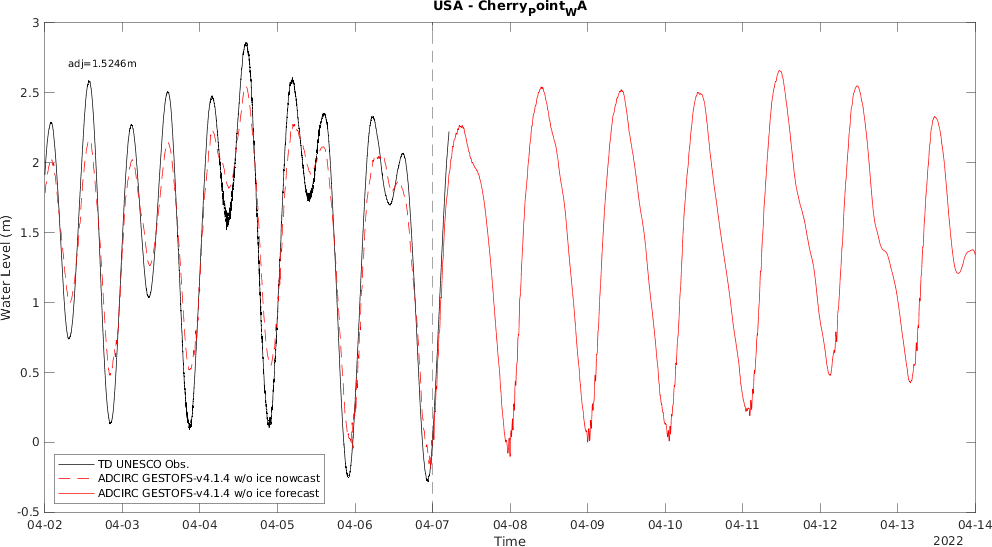 USA - CherryPointWA
adj=1.5246m
3
2.5
2
1.5
1
0.5
0
-0.5
Water Level (m)
TD UNESCO Obs.
ADCIRC GESTOFS-v4.1.4 w/o ice nowcast
ADCIRC GESTOFS-v4.1.4 w/o ice forecast
04-02 04-03 04-04 04-05 04-06 04-07 04-08 04-09 04-10 04-11 04-12 04-13 04-14
Time
2022